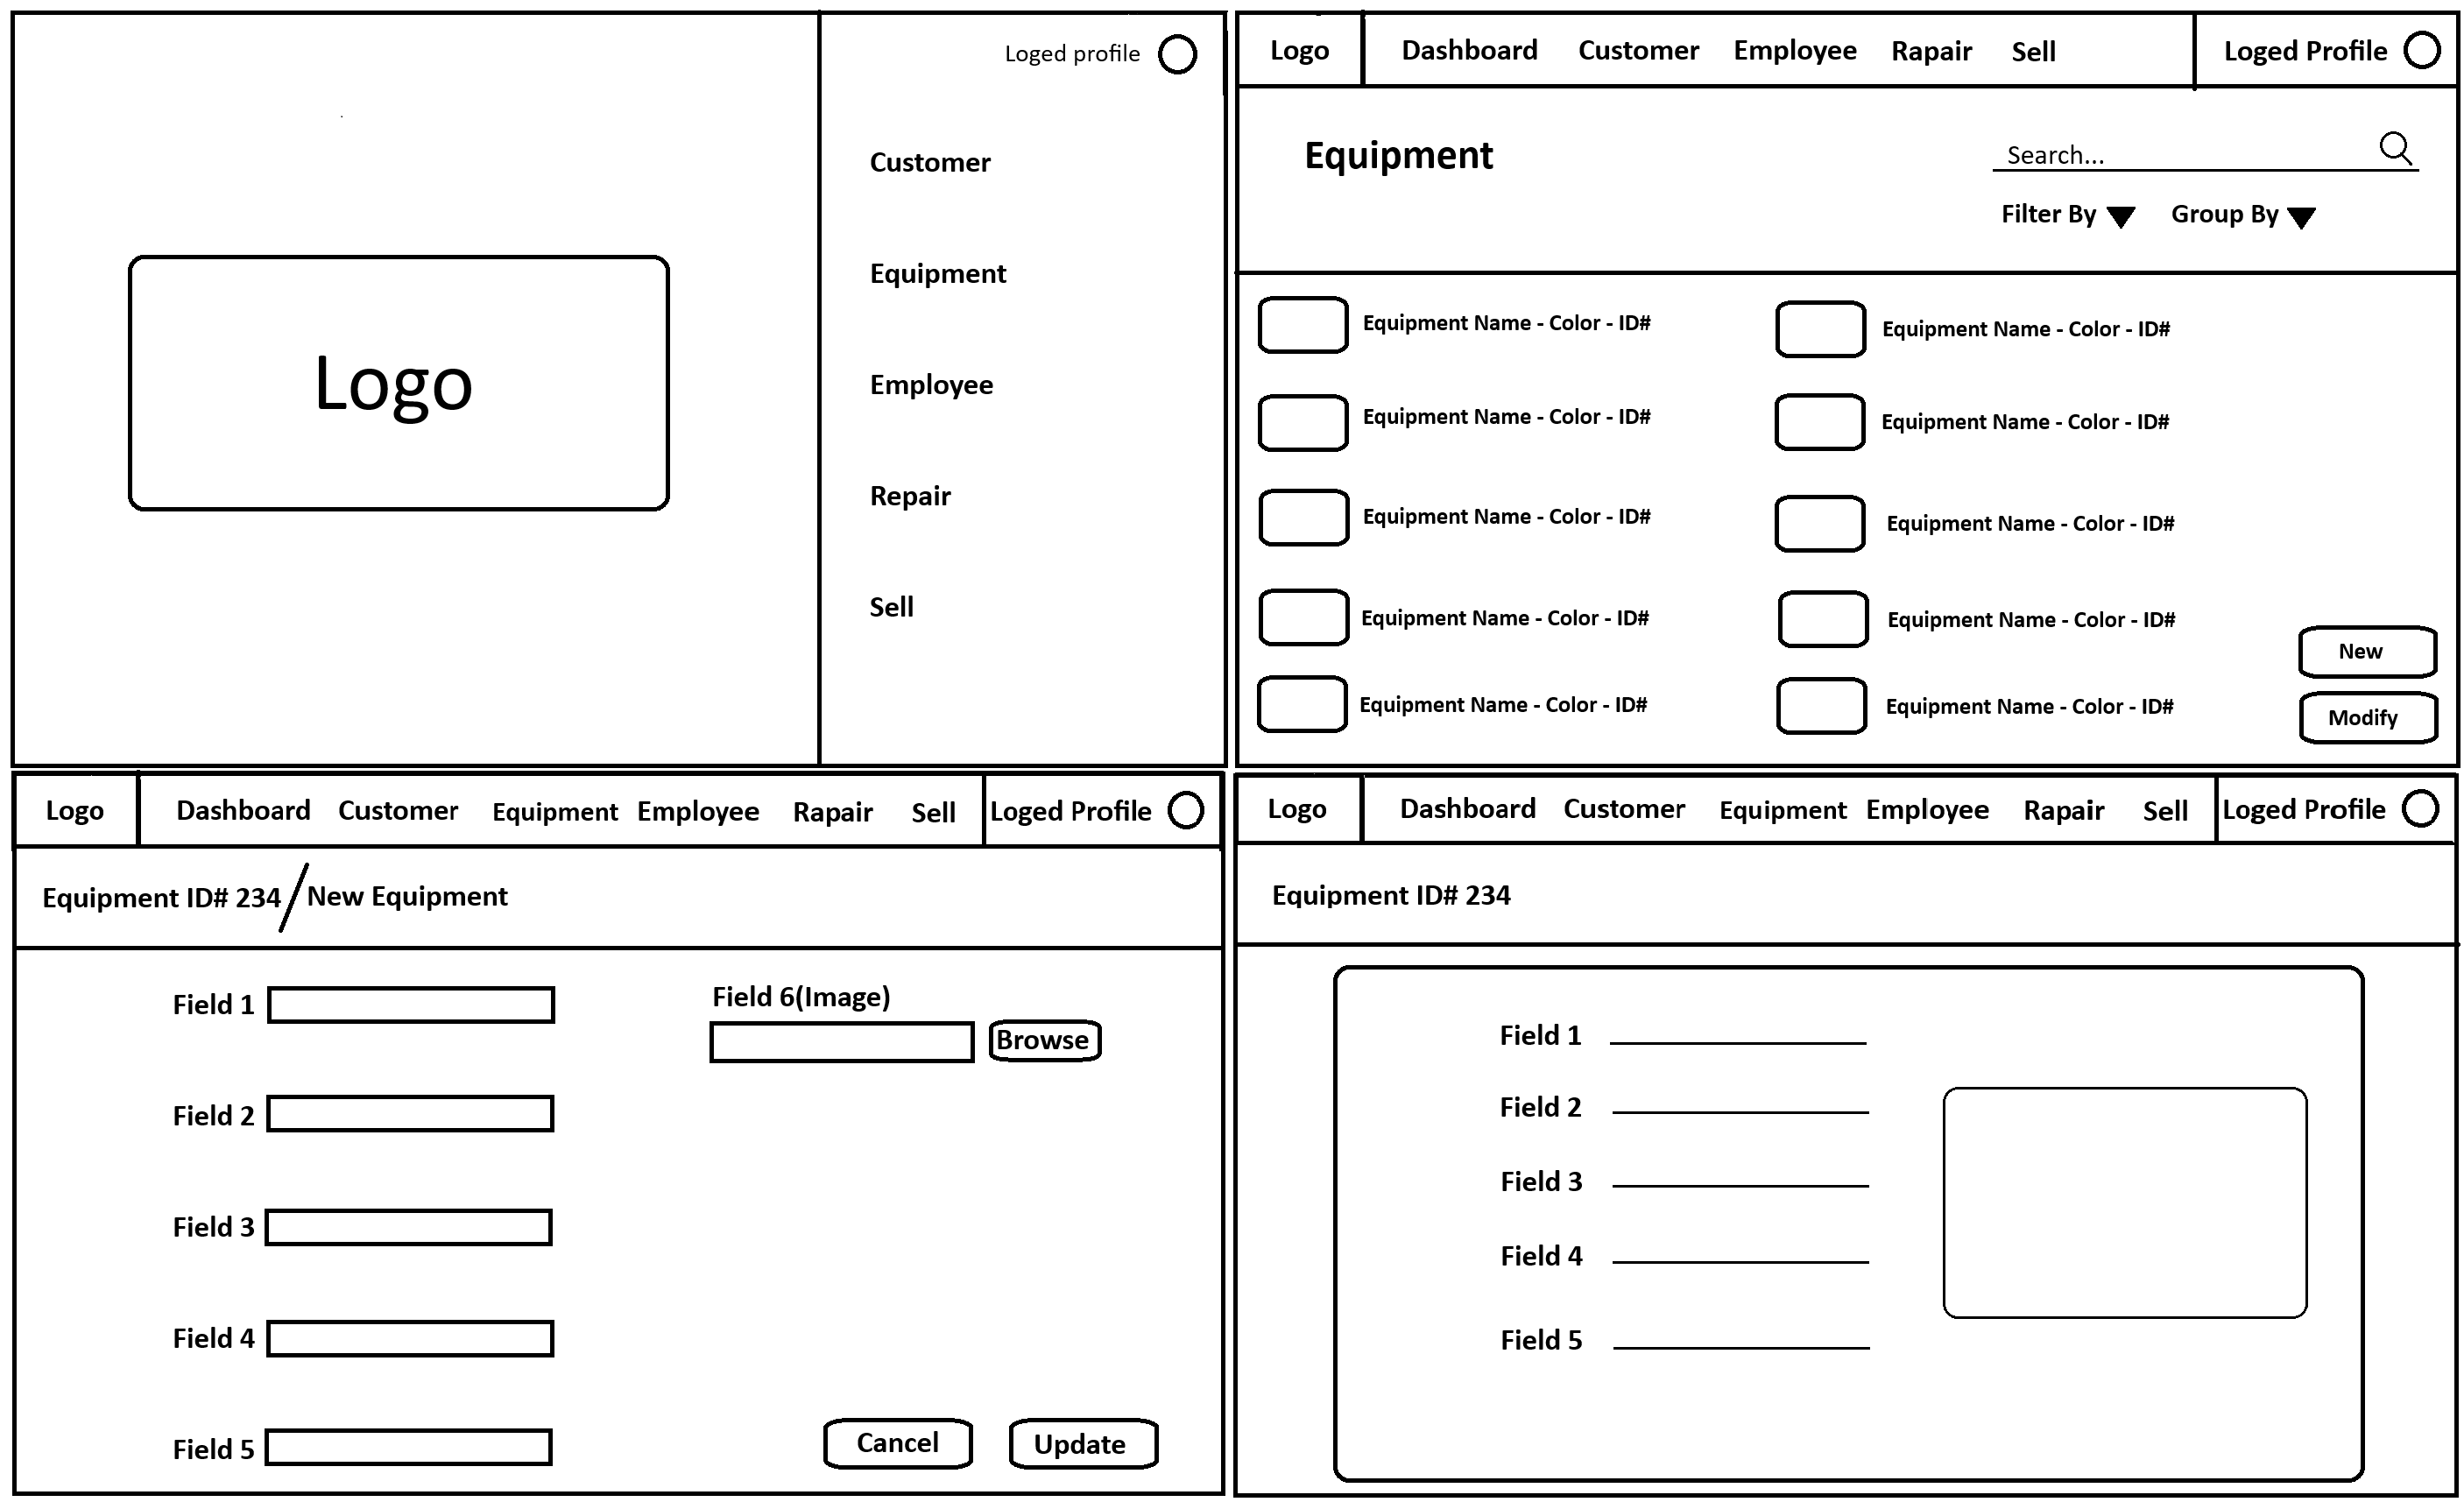 Loged profile
Customer
Equipment
Employee
Repair
Sell
Logo
Logo Dashboard Customer Employee Rapair Sell Loged Profile
Equipment
Search...
Filter By Group By
Equipment Name - Color - ID# Equipment Name - Color - ID#
Equipment Name - Color - ID# Equipment Name - Color - ID#
Equipment Name - Color - ID# Equipment Name - Color - ID#
Equipment Name - Color - ID# Equipment Name - Color - ID#
Equipment Name - Color - ID# Equipment Name - Color - ID#
New
Modify
Logo Dashboard Customer Equipment Employee Rapair Sell Loged Profile
Equipment ID# 234 / New Equipment
Field 1
Field 2
Field 3
Field 4
Field 5
Field 6(Image)
Browse
Cancel Update
Logo Dashboard Customer Equipment Employee Rapair Sell Loged Profile
Equipment ID# 234
Field 1
Field 2
Field 3
Field 4
Field 5